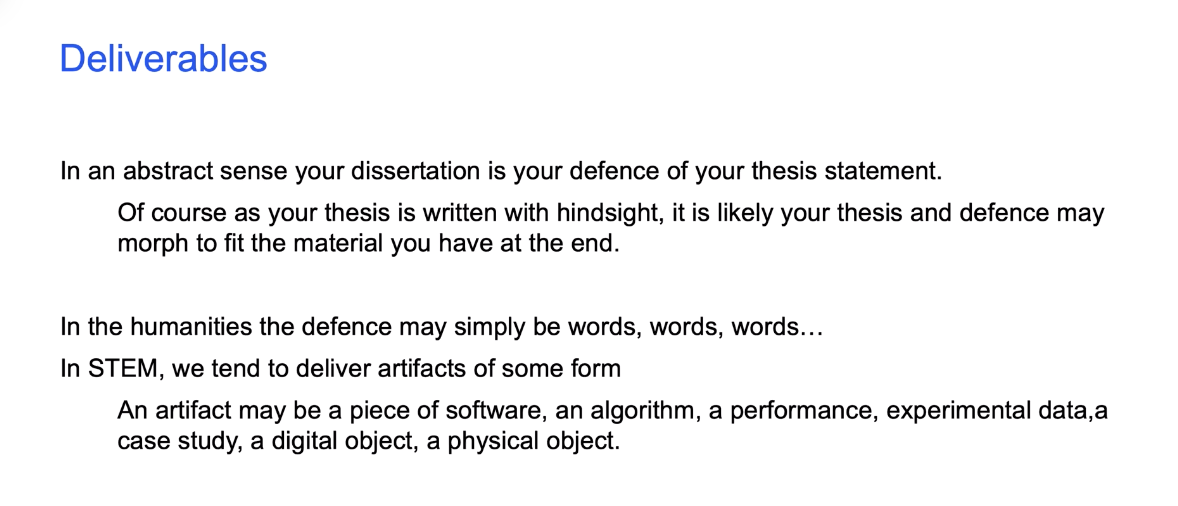 Deliverables
In an abstract sense your dissertation is your defence of your thesis statement.
Of course as your thesis is written with hindsight, it is likely your thesis and defence may
morph to fit the material you have at the end.
In the humanities the defence may simply be words, words, words…
In STEM, we tend to deliver artifacts of some form
An artifact may be a piece of software, an algorithm, a performance, experimental data,a
case study, a digital object, a physical object.